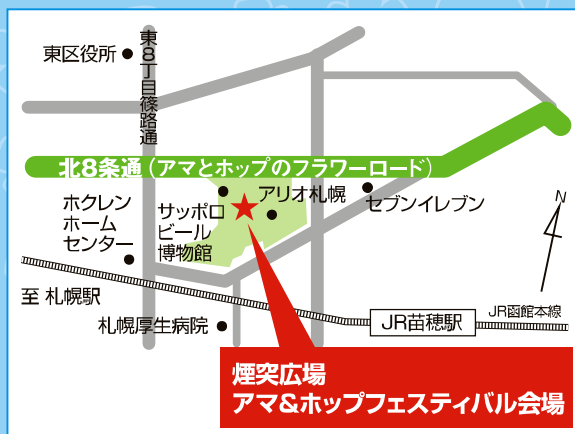 東区役所
東8丁目篠路通
北8条通（アマとホップのフラワーロード）
ホクレン
ホーム
センター
サッポロ
ビール
博物館
アリオ札幌
セブンイレブン
N
至 札幌駅
JR苗穂駅
JR函館本線
札幌厚生病院
煙突広場
アマ&ホップフェスティバル会場